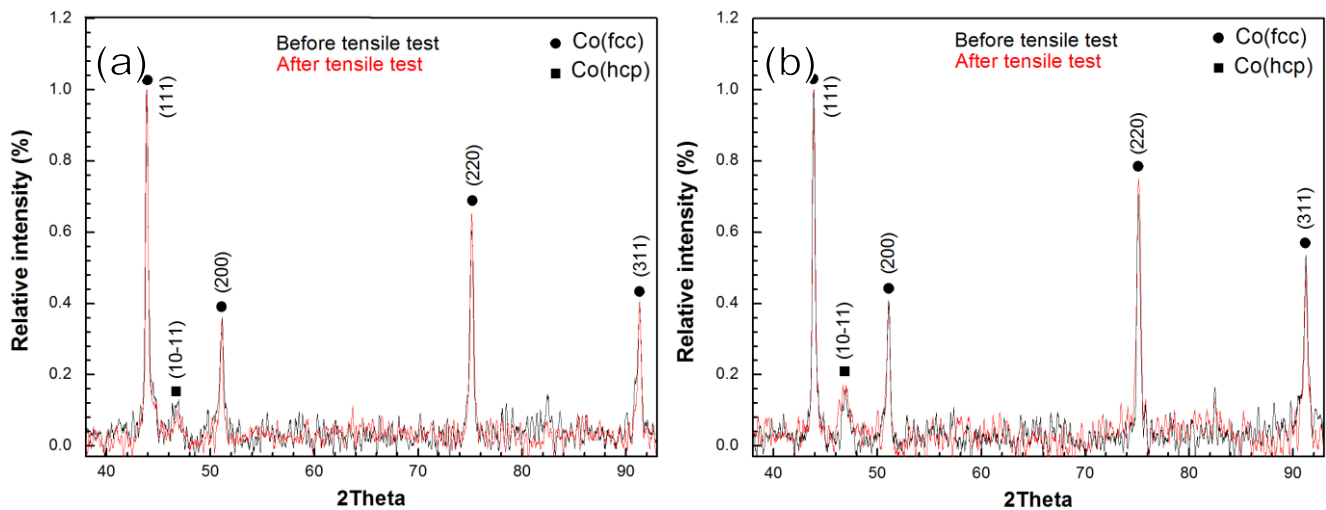 (a)
Before tensile test
After tensile test
● Co(fcc)
■ Co(hcp)
(111)
(10-11)
(200)
(220)
(311)
Relative intensity (%)
1.2
1.0
0.8
0.6
0.4
0.2
0.0
40 50 60 70 80 90
2Theta
(b)
Before tensile test
After tensile test
● Co(fcc)
■ Co(hcp)
(111)
(10-11)
(200)
(220)
(311)
Relative intensity (%)
1.2
1.0
0.8
0.6
0.4
0.2
0.0
40 50 60 70 80 90
2Theta